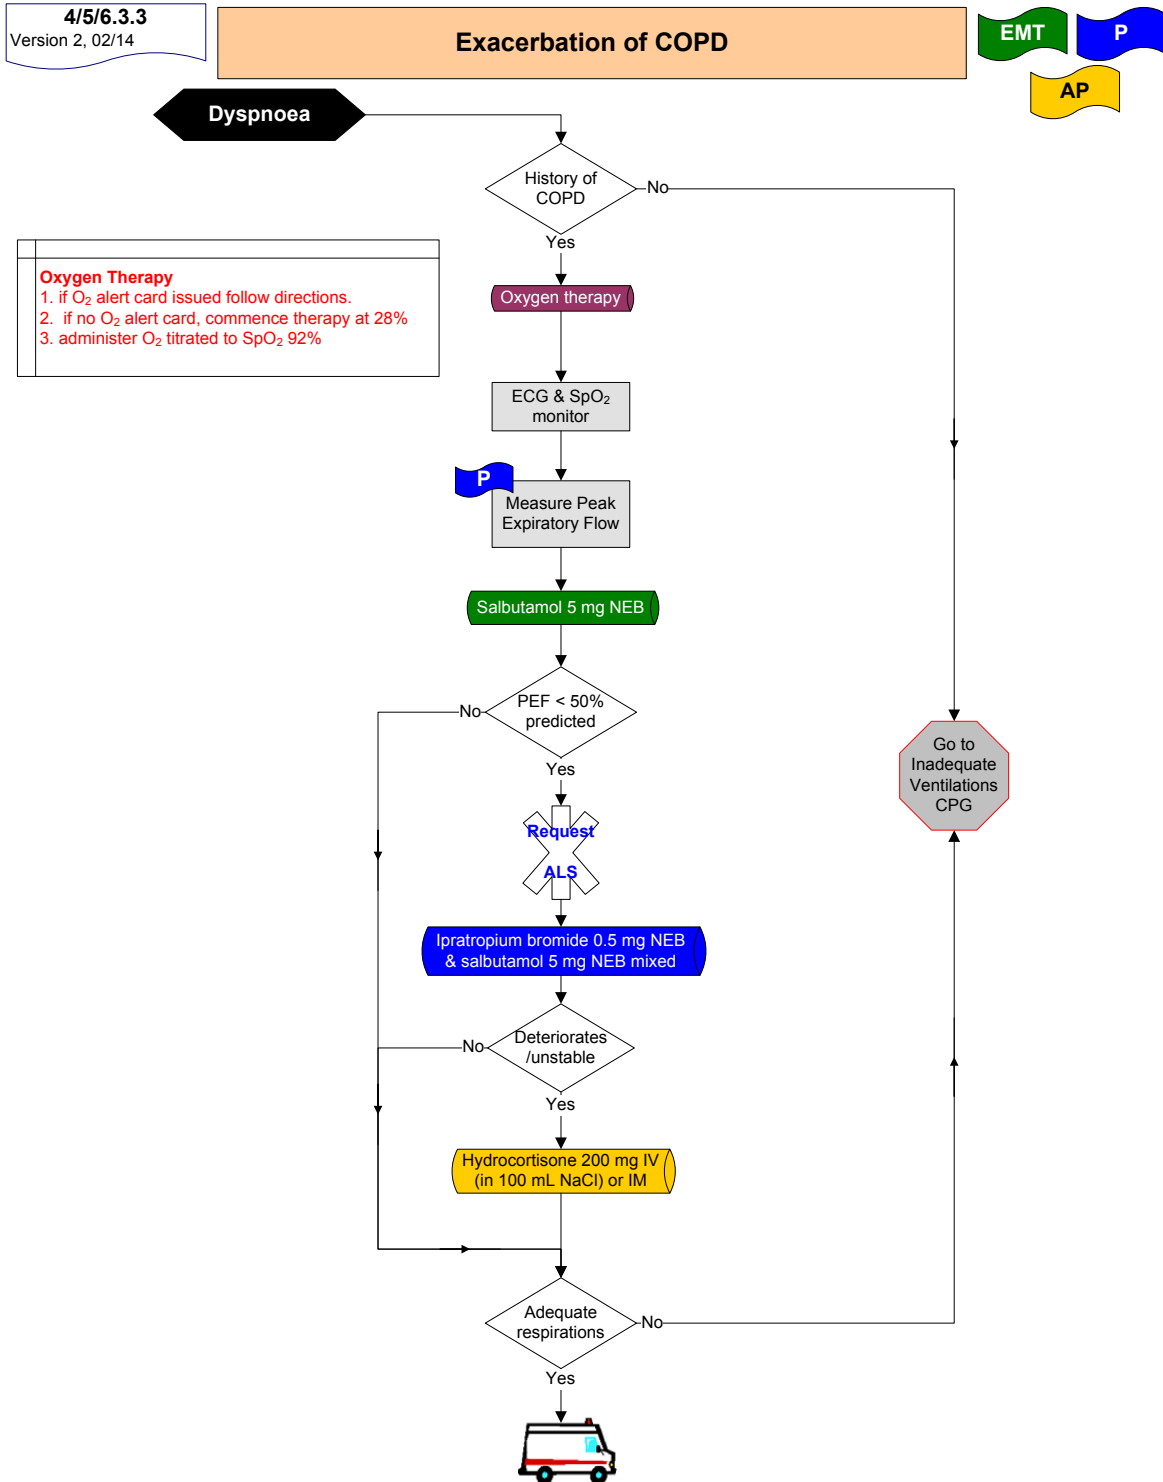 4/5/6.3.3
Version 2, 02/14
Exacerbation of COPD
EMT
P
AP
Dyspnoea
History of
COPD
No
Yes
Oxygen Therapy
1. if O₂ alert card issued follow directions.
2.  if no O₂ alert card, commence therapy at 28%
3. administer O₂ titrated to SpO₂ 92%
Oxygen therapy
ECG & SpO₂
monitor
P
Measure Peak
Expiratory Flow
Salbutamol 5 mg NEB
PEF < 50%
predicted
No
Yes
Go to
Inadequate
Ventilations
CPG
Request
ALS
Ipratropium bromide 0.5 mg NEB
& salbutamol 5 mg NEB mixed
Deteriorates
/unstable
No
Yes
Hydrocortisone 200 mg IV
(in 100 mL NaCl) or IM
Adequate
respirations
No
Yes